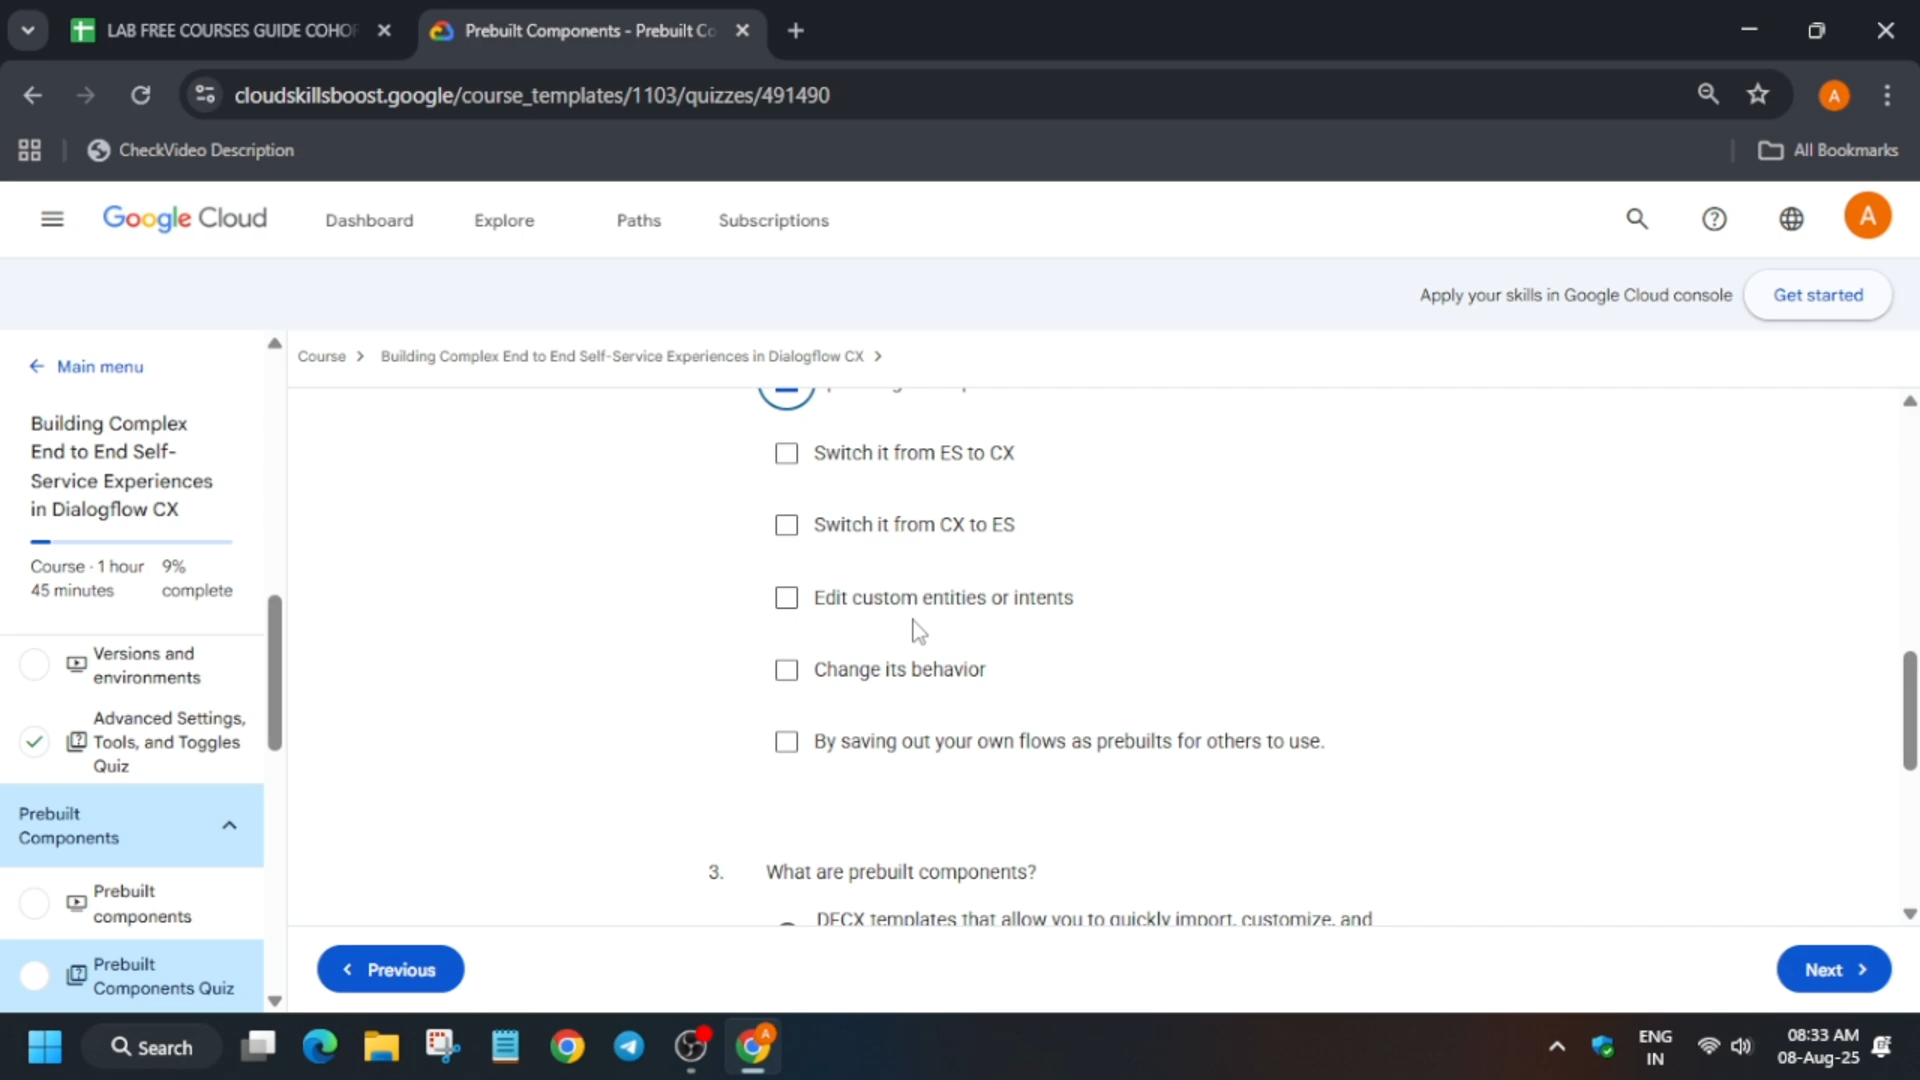 LAB FREE COURSES GUIDE COHOR
Prebuilt Components - Prebuilt Co
cloudskillsboost.google/course_templates/1103/quizzes/491490
A
CheckVideo Description
All Bookmarks
Google Cloud
Dashboard
Explore
Paths
Subscriptions
A
Apply your skills in Google Cloud console
Get started
Main menu
Course
Building Complex End to End Self-Service Experiences in Dialogflow CX
Building Complex
End to End Self-
Service Experiences
in Dialogflow CX
Course · 1 hour
45 minutes
9%
complete
Versions and
environments
Advanced Settings,
Tools, and Toggles
Quiz
Prebuilt
Components
Prebuilt
components
Prebuilt
Components Quiz
Switch it from ES to CX
Switch it from CX to ES
Edit custom entities or intents
Change its behavior
By saving out your own flows as prebuilts for others to use.
3. What are prebuilt components?
DFCX templates that allow you to quickly import, customize, and
Previous
Next
Search
A
ENG
IN
08:33 AM
08-Aug-25